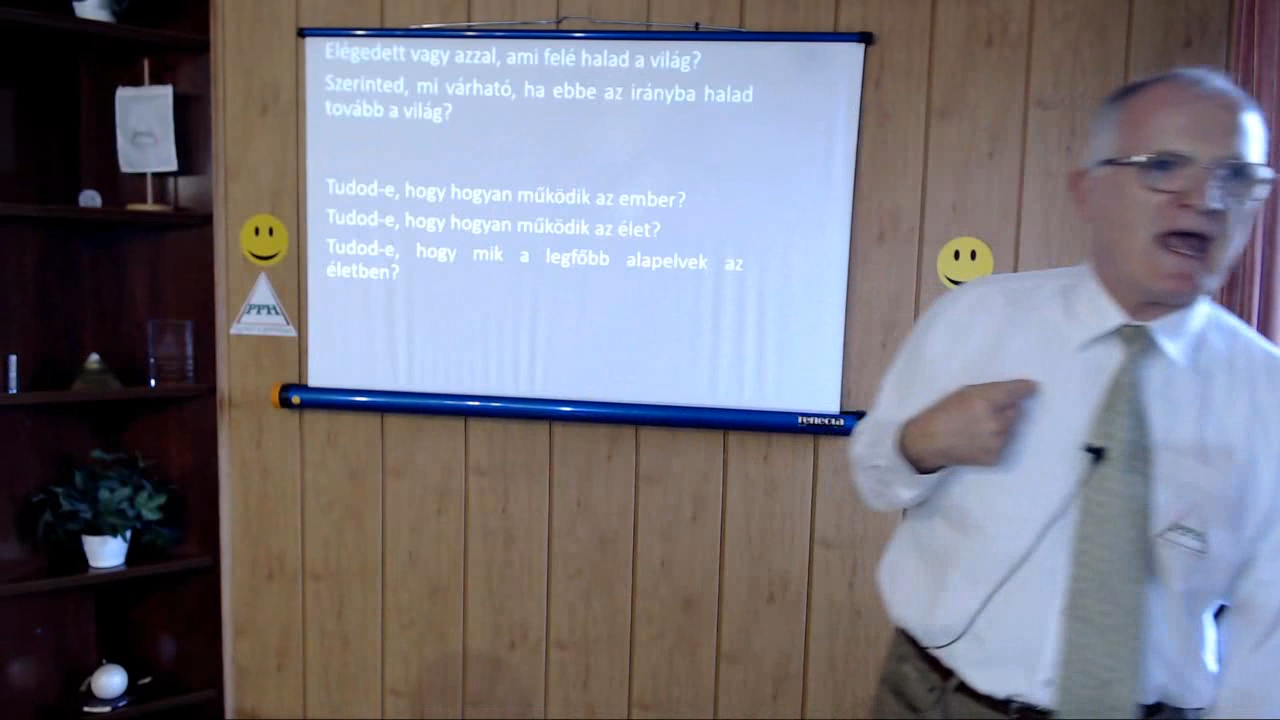 Elégedett vagy azzal, ami felé halad a világ?
Szerinted, mi várható, ha ebbe az irányba halad
tovább a világ?
Tudod-e, hogy hogyan működik az ember?
Tudod-e, hogy hogyan működik az élet?
Tudod-e, hogy mik a legfőbb alapelvek az
életben?
PPH
reflecta
PPH